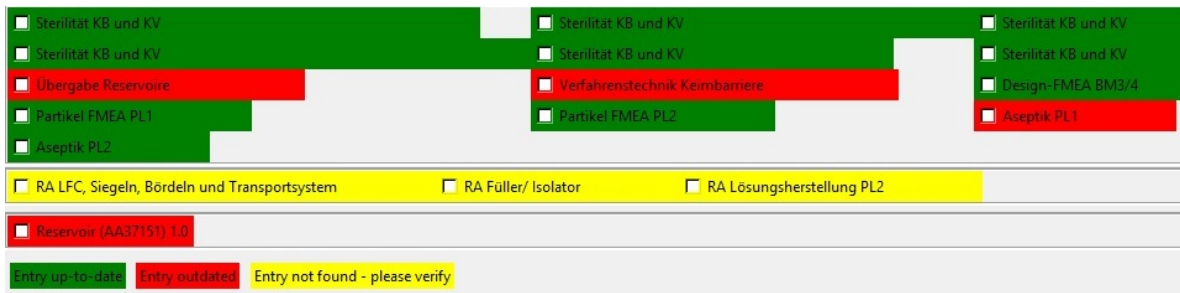 Sterilität KB und KV Sterilität KB und KV Sterilität KB und KV
Sterilität KB und KV Sterilität KB und KV Sterilität KB und KV
Übergabe Reservoire Verfahrenstechnik Keimbarriere Design-FMEA BM3/4
Partikel FMEA PL1 Partikel FMEA PL2 Aseptik PL1
Aseptik PL2
RA LFC, Siegeln, Bördeln und Transportsystem RA Füller/ Isolator RA Lösungsherstellung PL2
Reservoir (AA37151) 1.0
Entry up-to-date Entry outdated Entry not found - please verify